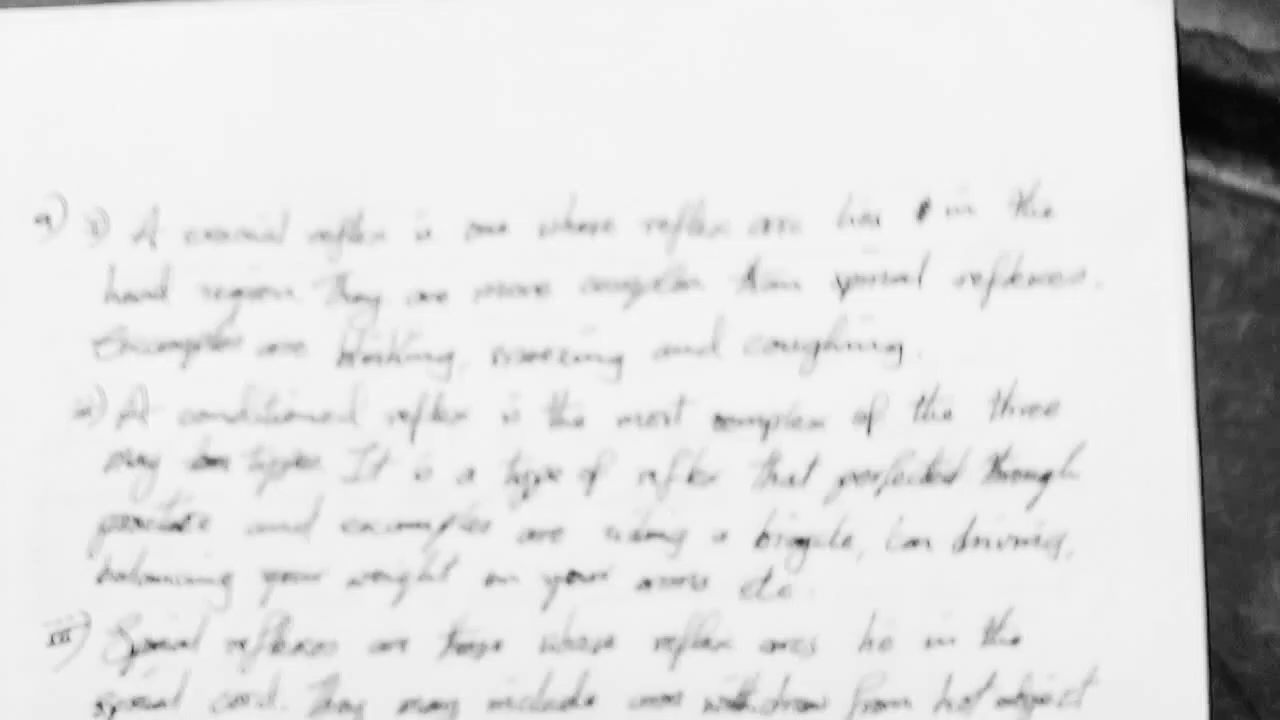 a) i) A cranial reflex is one where reflex arc lies in the
head region. They are more complex than spinal reflexes.
Examples are blinking, sneezing and coughing.
ii) A conditioned reflex is the most complex of the three
types. It is a type of reflex that perfected through
practice and examples are riding a bicycle, car driving,
balancing your weight on your arms etc.
iii) Spinal reflexes are those whose reflex arcs lie in the
spinal cord. They may include arm withdraw from hot object